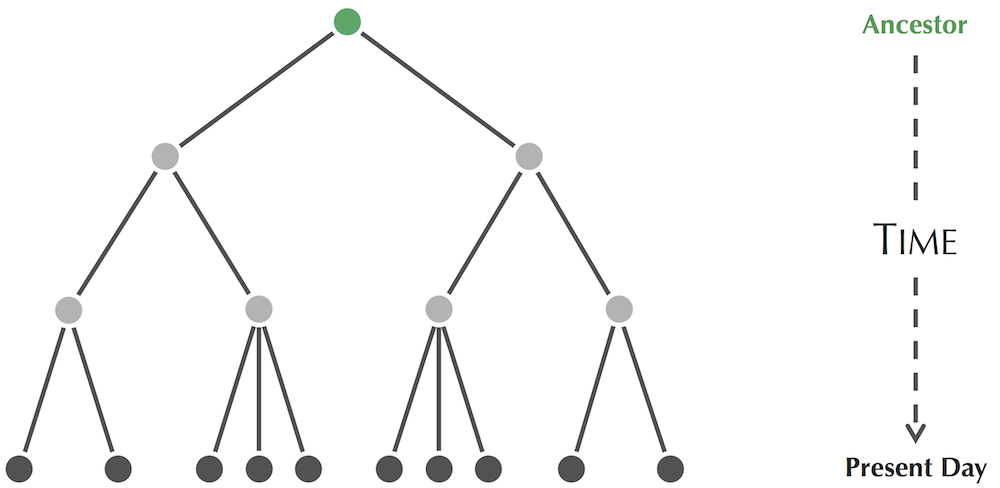 Ancestor
TIME
Present Day